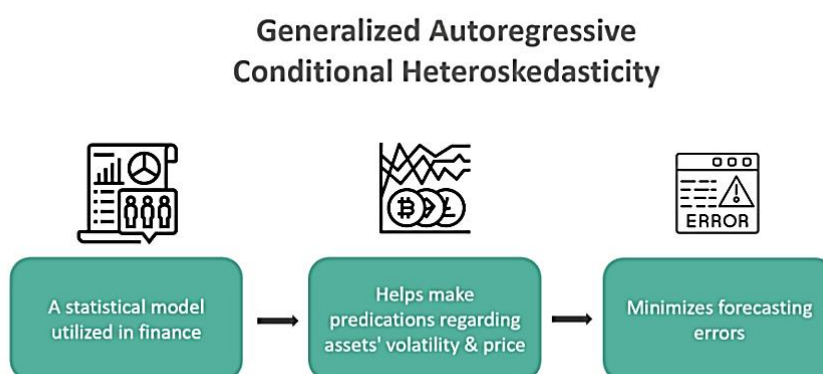 Generalized Autoregressive
Conditional Heteroskedasticity
ERROR
A statistical model
utilized in finance
Helps make
predications regarding
assets' volatility & price
Minimizes forecasting
errors